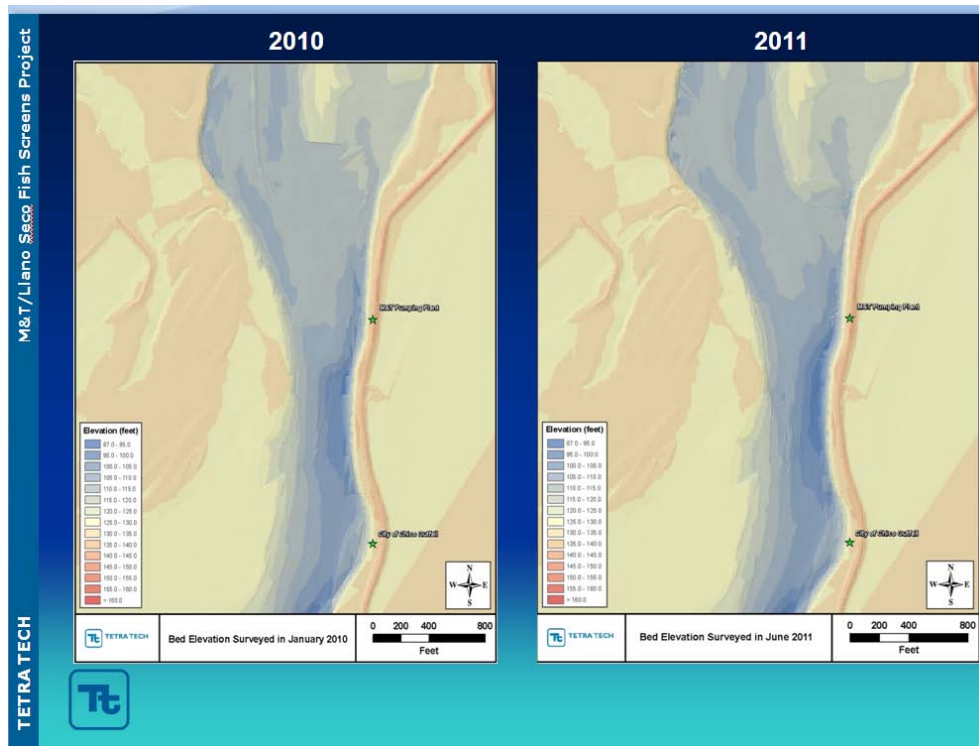 M&T/Llano Seco Fish Screens Project
TETRA TECH
2010
M&T Pumping Plant
City of Chico Outfall
Elevation (feet)
87.0 - 95.0
95.0 - 100.0
100.0 - 105.0
105.0 - 110.0
110.0 - 115.0
115.0 - 120.0
120.0 - 125.0
125.0 - 130.0
130.0 - 135.0
135.0 - 140.0
140.0 - 145.0
145.0 - 150.0
150.0 - 155.0
155.0 - 160.0
> 160.0
N
W E
S
Tt TETRA TECH
Bed Elevation Surveyed in January 2010
0 200 400 800
Feet
2011
M&T Pumping Plant
City of Chico Outfall
Elevation (feet)
87.0 - 95.0
95.0 - 100.0
100.0 - 105.0
105.0 - 110.0
110.0 - 115.0
115.0 - 120.0
120.0 - 125.0
125.0 - 130.0
130.0 - 135.0
135.0 - 140.0
140.0 - 145.0
145.0 - 150.0
150.0 - 155.0
155.0 - 160.0
> 160.0
N
W E
S
Tt TETRA TECH
Bed Elevation Surveyed in June 2011
0 200 400 800
Feet
Tt